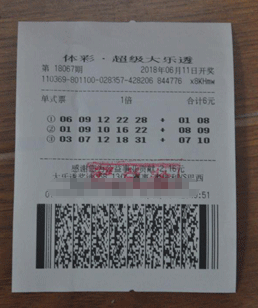 体彩·超级大乐透
第 18067期 2018年06月11日开奖
110369-801100-028357-428206 844776
单式票 1倍 合计6元
① 06 09 12 22 28 + 01 08
② 01 09 10 16 22 + 08 09
③ 03 07 12 18 31 + 07 10